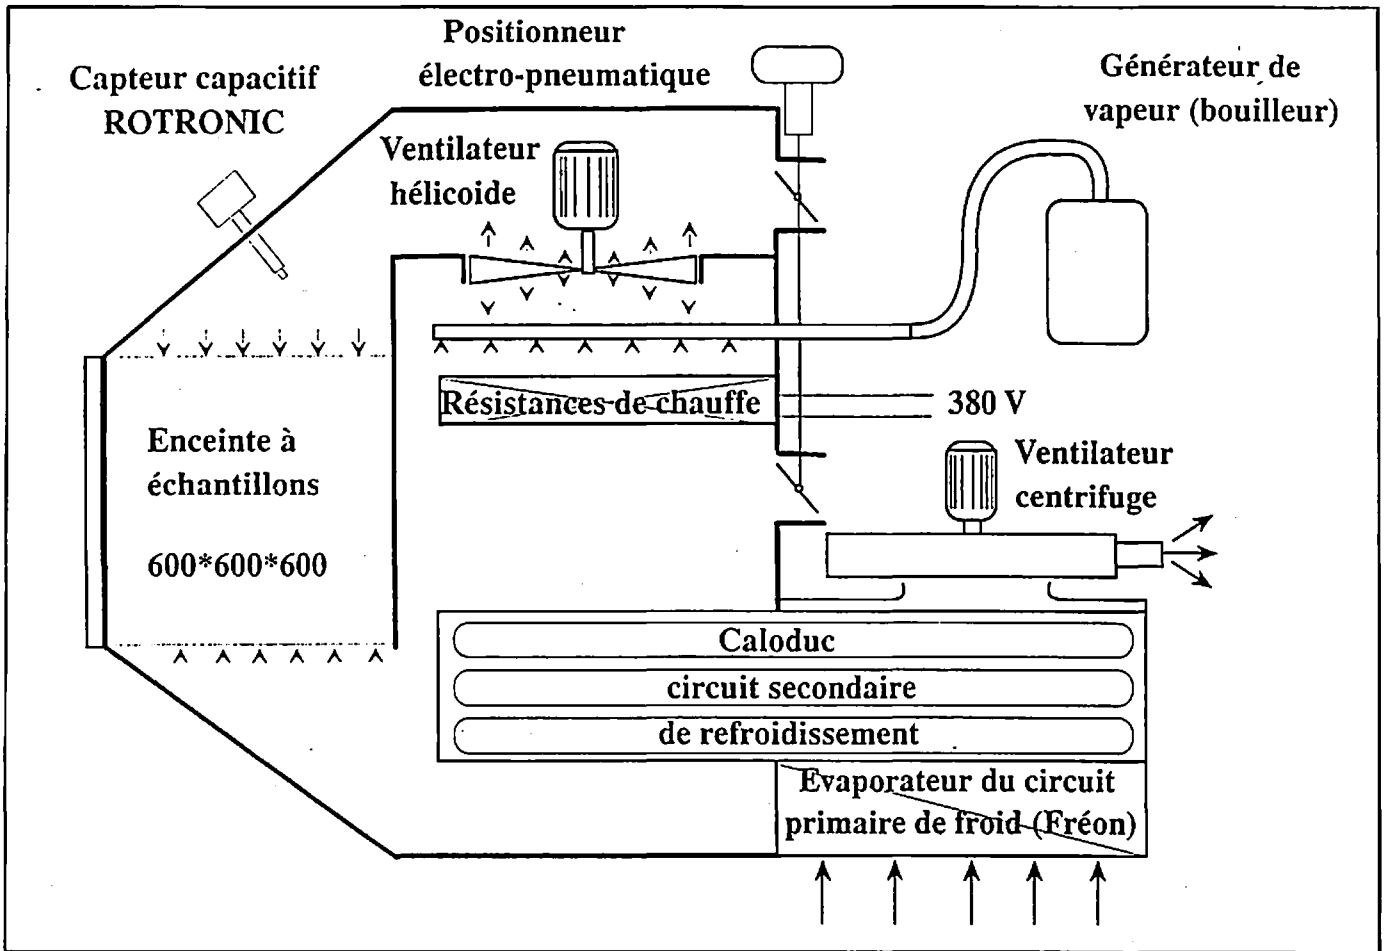 Positionneur
électro-pneumatique
Capteur capacitif
ROTRONIC
Générateur de
vapeur (bouilleur)
Ventilateur
hélicoide
Résistances de chauffe
380 V
Enceinte à
échantillons
600*600*600
Ventilateur
centrifuge
Caloduc
circuit secondaire
de refroidissement
Evaporateur du circuit
primaire de froid (Fréon)